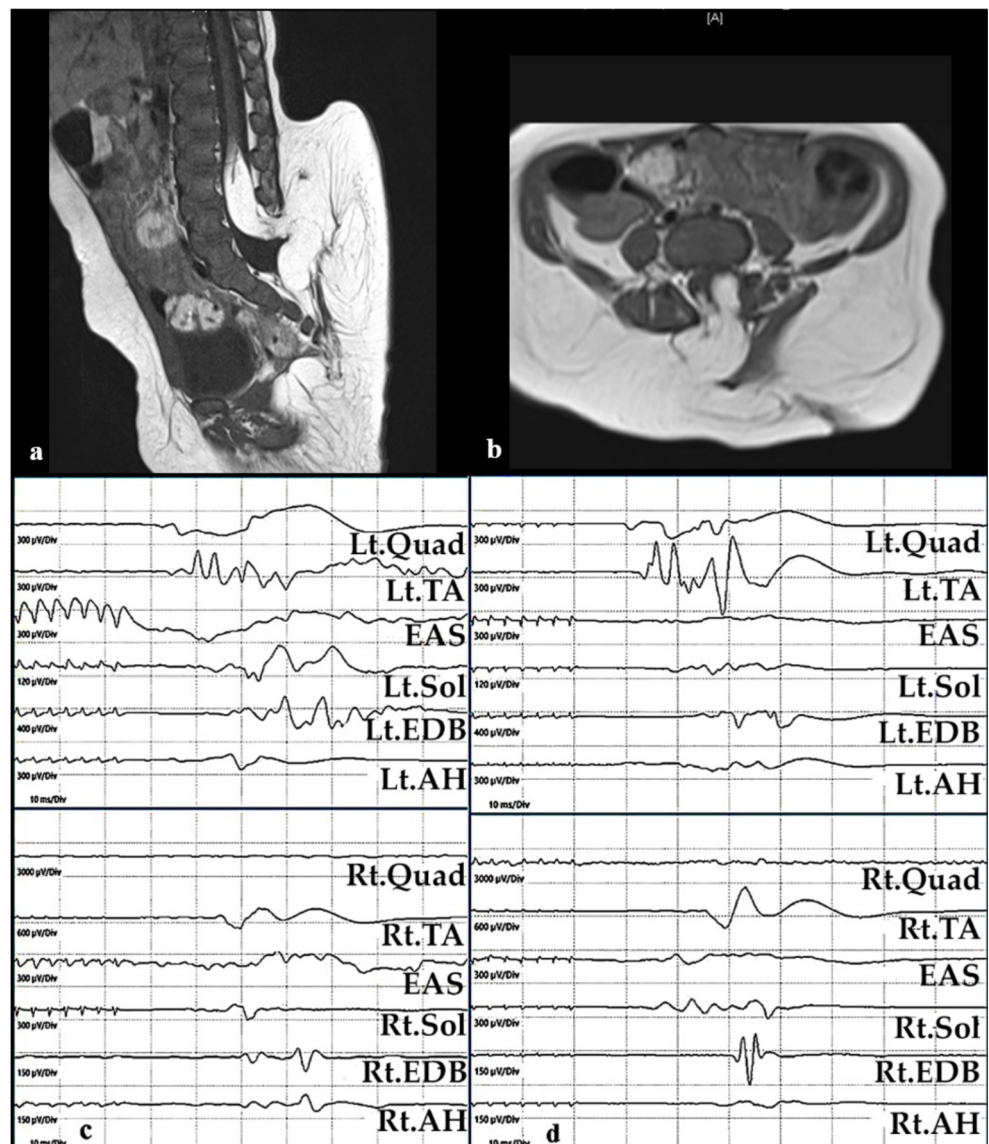 [A]
a
b
300 µV/Div
Lt.Quad
300 µV/Div
Lt.TA
300 µV/Div
EAS
120 µV/Div
Lt.Sol
400 µV/Div
Lt.EDB
300 µV/Div
Lt.AH
10 ms/Div
300 µV/Div
Lt.Quad
300 µV/Div
Lt.TA
300 µV/Div
EAS
120 µV/Div
Lt.Sol
400 µV/Div
Lt.EDB
300 µV/Div
Lt.AH
10 ms/Div
3000 µV/Div
Rt.Quad
600 µV/Div
Rt.TA
300 µV/Div
EAS
300 µV/Div
Rt.Sol
150 µV/Div
Rt.EDB
150 µV/Div
Rt.AH
c
10 ms/Div
3000 µV/Div
Rt.Quad
600 µV/Div
Rt.TA
300 µV/Div
EAS
300 µV/Div
Rt.Sol
150 µV/Div
Rt.EDB
150 µV/Div
Rt.AH
d
10 ms/Div